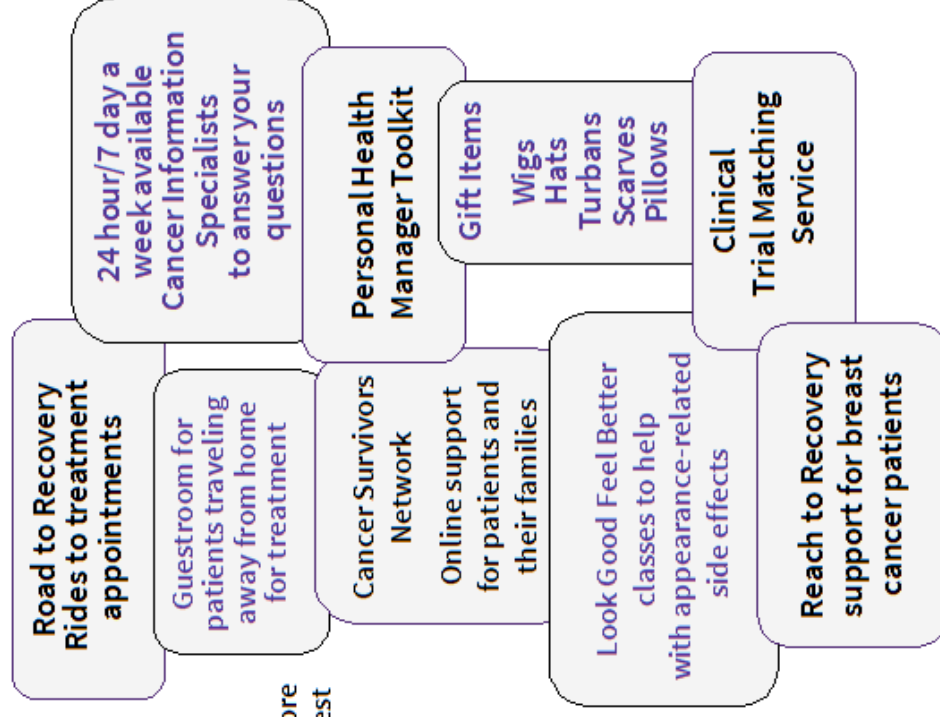 Road to Recovery
Rides to treatment
appointments
24 hour/7 day a
week available
Cancer Information
Specialists
to answer your
questions
Guestroom for
patients traveling
away from home
for treatment
ore
est
Personal Health
Manager Toolkit
Cancer Survivors
Network
Online support
for patients and
their families
Gift Items
Wigs
Hats
Turbans
Scarves
Pillows
Look Good Feel Better
classes to help
with appearance-related
side effects
Clinical
Trial Matching
Service
Reach to Recovery
support for breast
cancer patients